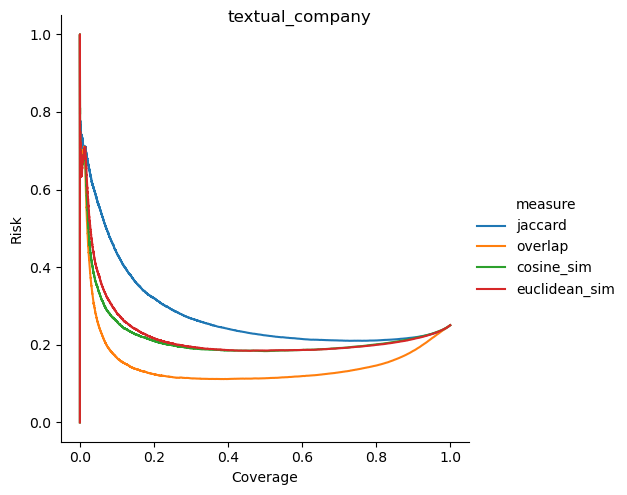 textual_company
1.0
0.8
0.6
0.4
0.2
0.0
Risk
0.0 0.2 0.4 0.6 0.8 1.0
Coverage
measure
jaccard
overlap
cosine_sim
euclidean_sim